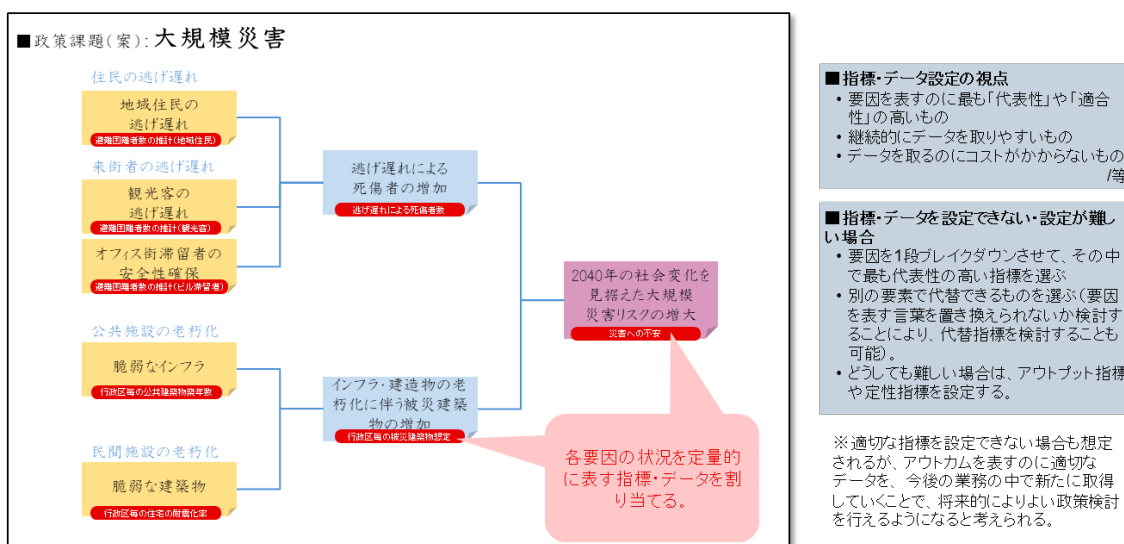 ■政策課題(案):大規模災害
住民の逃げ遅れ
地域住民の
逃げ遅れ
避難困難者数の推計(地域住民)
来街者の逃げ遅れ
観光客の
逃げ遅れ
避難困難者数の推計(観光客)
オフィス街滞留者の
安全性確保
避難困難者数の推計(ビル滞留者)
公共施設の老朽化
脆弱なインフラ
行政区毎の公共建築物築年数
民間施設の老朽化
脆弱な建築物
行政区毎の住宅の耐震化率
逃げ遅れによる
死傷者の増加
逃げ遅れによる死傷者数
インフラ・建造物の老
朽化に伴う被災建築
物の増加
行政区毎の被災建築物想定
2040年の社会変化を
見据えた大規模
災害リスクの増大
災害への不安
各要因の状況を定量的
に表す指標・データを割
り当てる。
■指標・データ設定の視点
・要因を表すのに最も「代表性」や「適合
性」の高いもの
・継続的にデータを取りやすいもの
・データを取るのにコストがかからないもの
/等
■指標・データを設定できない・設定が難し
い場合
・要因を1段ブレイクダウンさせて、その中
で最も代表性の高い指標を選ぶ
・別の要素で代替できるものを選ぶ(要因
を表す言葉を置き換えられないか検討す
ることにより、代替指標を検討することも
可能)。
・どうしても難しい場合は、アウトプット指標
や定性指標を設定する。
※適切な指標を設定できない場合も想定
されるが、アウトカムを表すのに適切な
データを、今後の業務の中で新たに取得
していくことで、将来的によりよい政策検討
を行えるようになると考えられる。